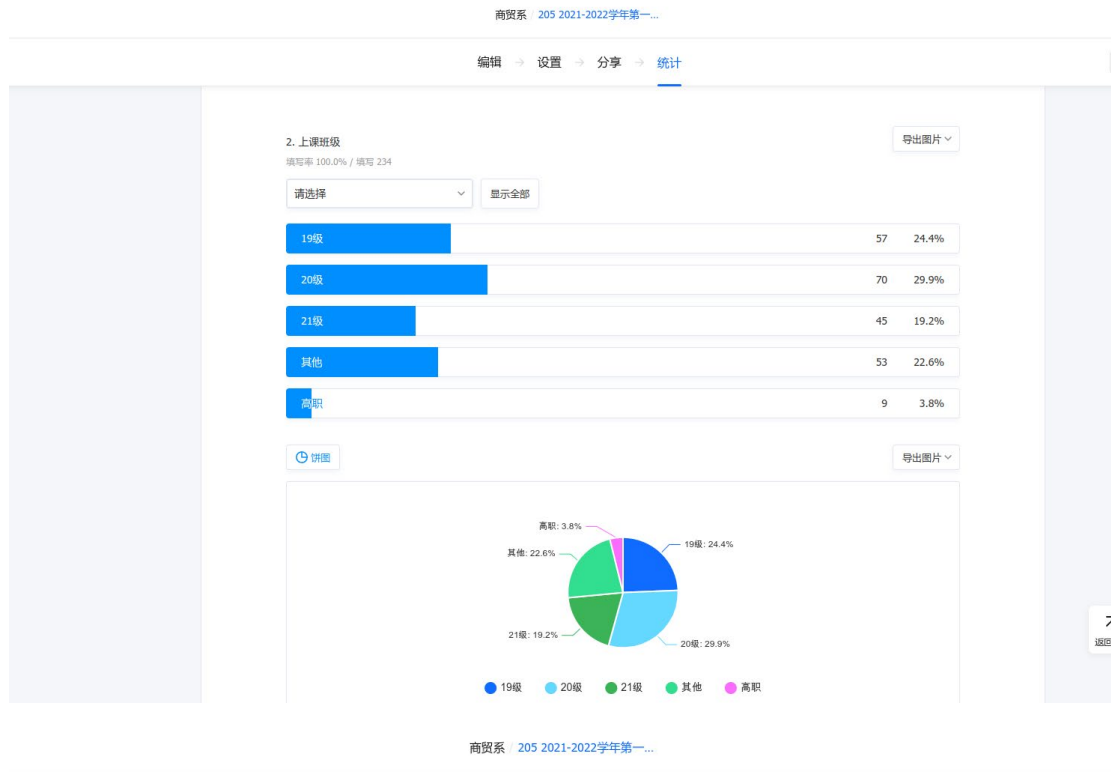 商贸系 / 205 2021-2022学年第一...
编辑 → 设置 → 分享 → 统计
2. 上课班级
导出图片
填写率 100.0% / 填写 234
请选择 显示全部
19级 57 24.4%
20级 70 29.9%
21级 45 19.2%
其他 53 22.6%
高职 9 3.8%
饼图 导出图片
高职: 3.8%
19级: 24.4%
其他: 22.6%
21级: 19.2%
20级: 29.9%
返回
19级 20级 21级 其他 高职
商贸系 / 205 2021-2022学年第一...